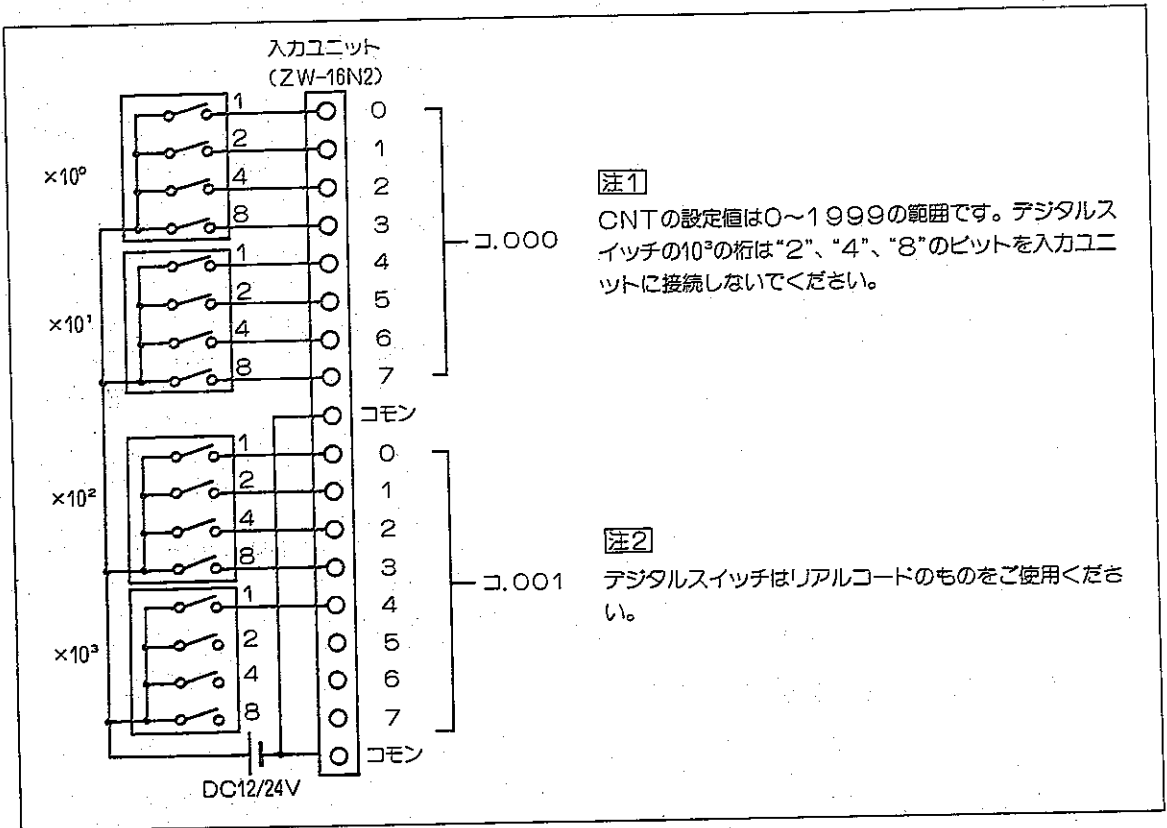 入力ユニット
(ZW-16N2)
×10⁰
1
2
4
8
0
1
2
3
×10¹
1
2
4
8
4
5
6
7
コ.000
コモン
×10²
1
2
4
8
0
1
2
3
×10³
1
2
4
8
4
5
6
7
コ.001
コモン
DC12/24V
注1
CNTの設定値は0~1999の範囲です。デジタルス
イッチの10³の桁は"2"、"4"、"8"のビットを入力ユニ
ットに接続しないでください。
注2
デジタルスイッチはリアルコードのものをご使用くださ
い。